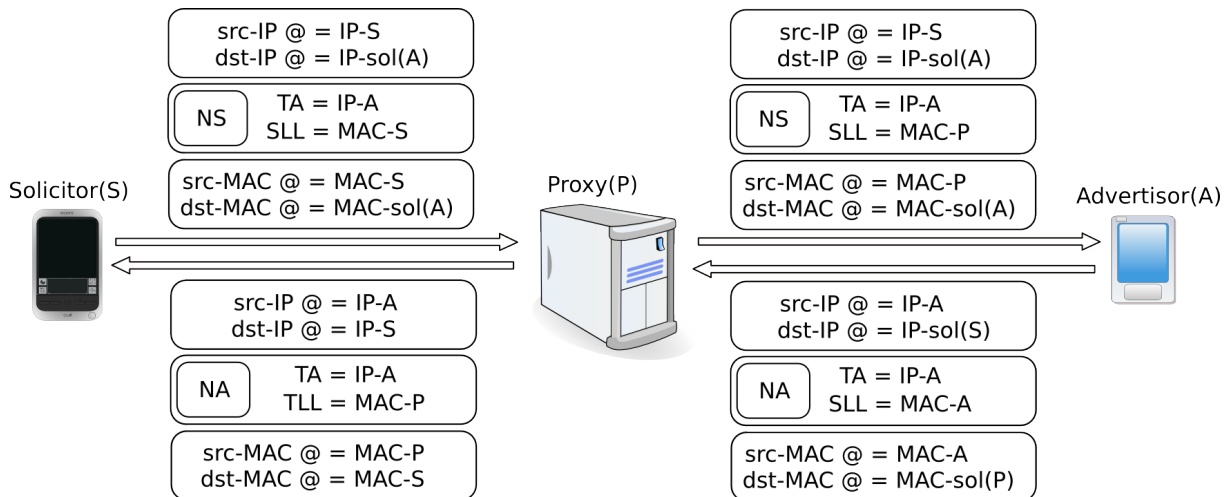 src-IP @ = IP-S
dst-IP @ = IP-sol(A)
NS
TA = IP-A
SLL = MAC-S
src-MAC @ = MAC-S
dst-MAC @ = MAC-sol(A)
src-IP @ = IP-S
dst-IP @ = IP-sol(A)
NS
TA = IP-A
SLL = MAC-P
src-MAC @ = MAC-P
dst-MAC @ = MAC-sol(A)
Solicitor(S)
Proxy(P)
Advertisor(A)
src-IP @ = IP-A
dst-IP @ = IP-S
NA
TA = IP-A
TLL = MAC-P
src-MAC @ = MAC-P
dst-MAC @ = MAC-S
src-IP @ = IP-A
dst-IP @ = IP-sol(S)
NA
TA = IP-A
SLL = MAC-A
src-MAC @ = MAC-A
dst-MAC @ = MAC-sol(P)